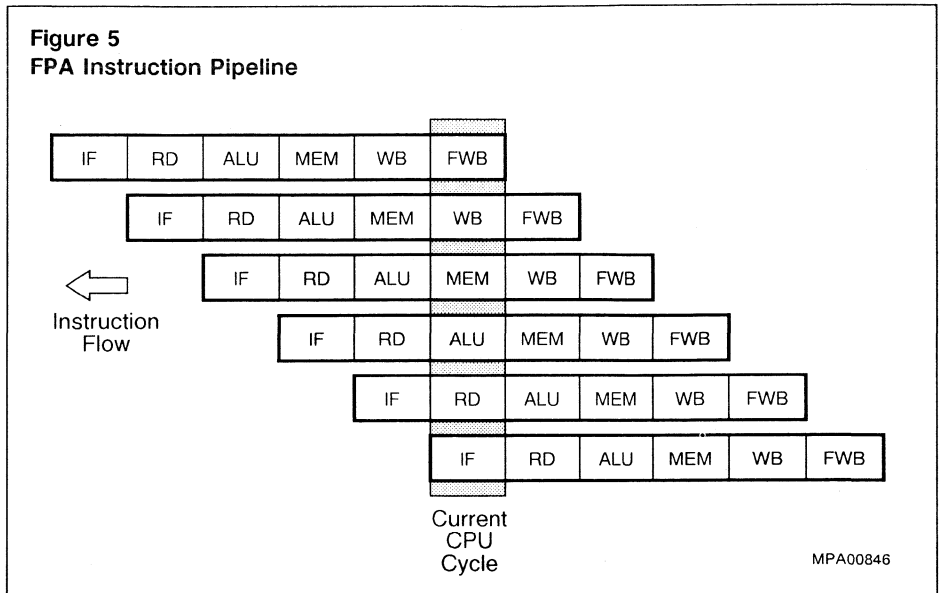 Figure 5
FPA Instruction Pipeline
IF RD ALU MEM WB FWB
IF RD ALU MEM WB FWB
IF RD ALU MEM WB FWB
Instruction
Flow
IF RD ALU MEM WB FWB
IF RD ALU MEM WB FWB
IF RD ALU MEM WB FWB
Current
CPU
Cycle
MPA00846